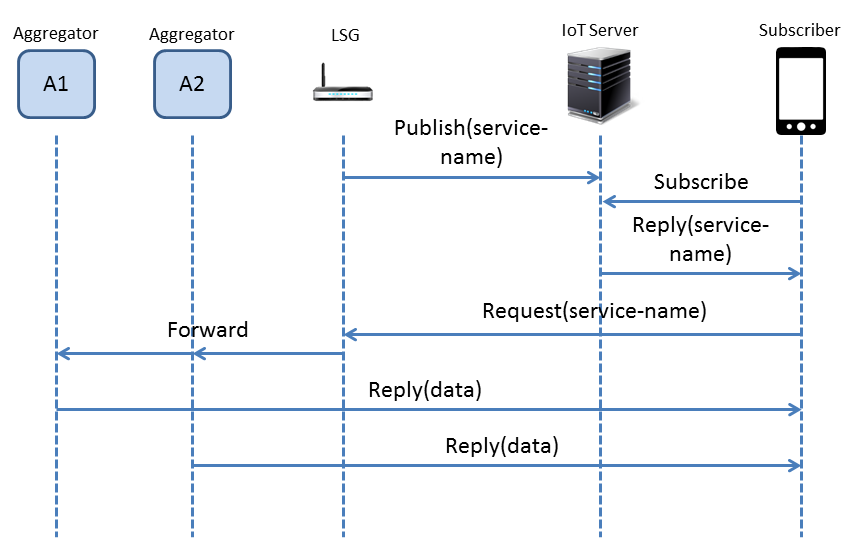 Aggregator
Aggregator
LSG
IoT Server
Subscriber
A1
A2
Publish(service-
name)
Subscribe
Reply(service-
name)
Request(service-name)
Forward
Reply(data)
Reply(data)